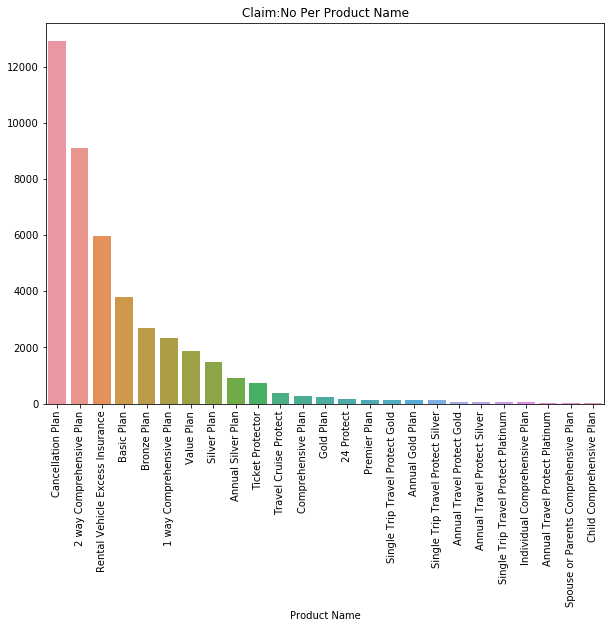 Claim:No Per Product Name
12000
10000
8000
6000
4000
2000
0
Cancellation Plan
2 way Comprehensive Plan
Rental Vehicle Excess Insurance
Basic Plan
Bronze Plan
1 way Comprehensive Plan
Value Plan
Silver Plan
Annual Silver Plan
Ticket Protector
Travel Cruise Protect
Comprehensive Plan
Gold Plan
24 Protect
Premier Plan
Single Trip Travel Protect Gold
Annual Gold Plan
Single Trip Travel Protect Silver
Annual Travel Protect Gold
Annual Travel Protect Silver
Single Trip Travel Protect Platinum
Individual Comprehensive Plan
Annual Travel Protect Platinum
Spouse or Parents Comprehensive Plan
Child Comprehensive Plan
Product Name